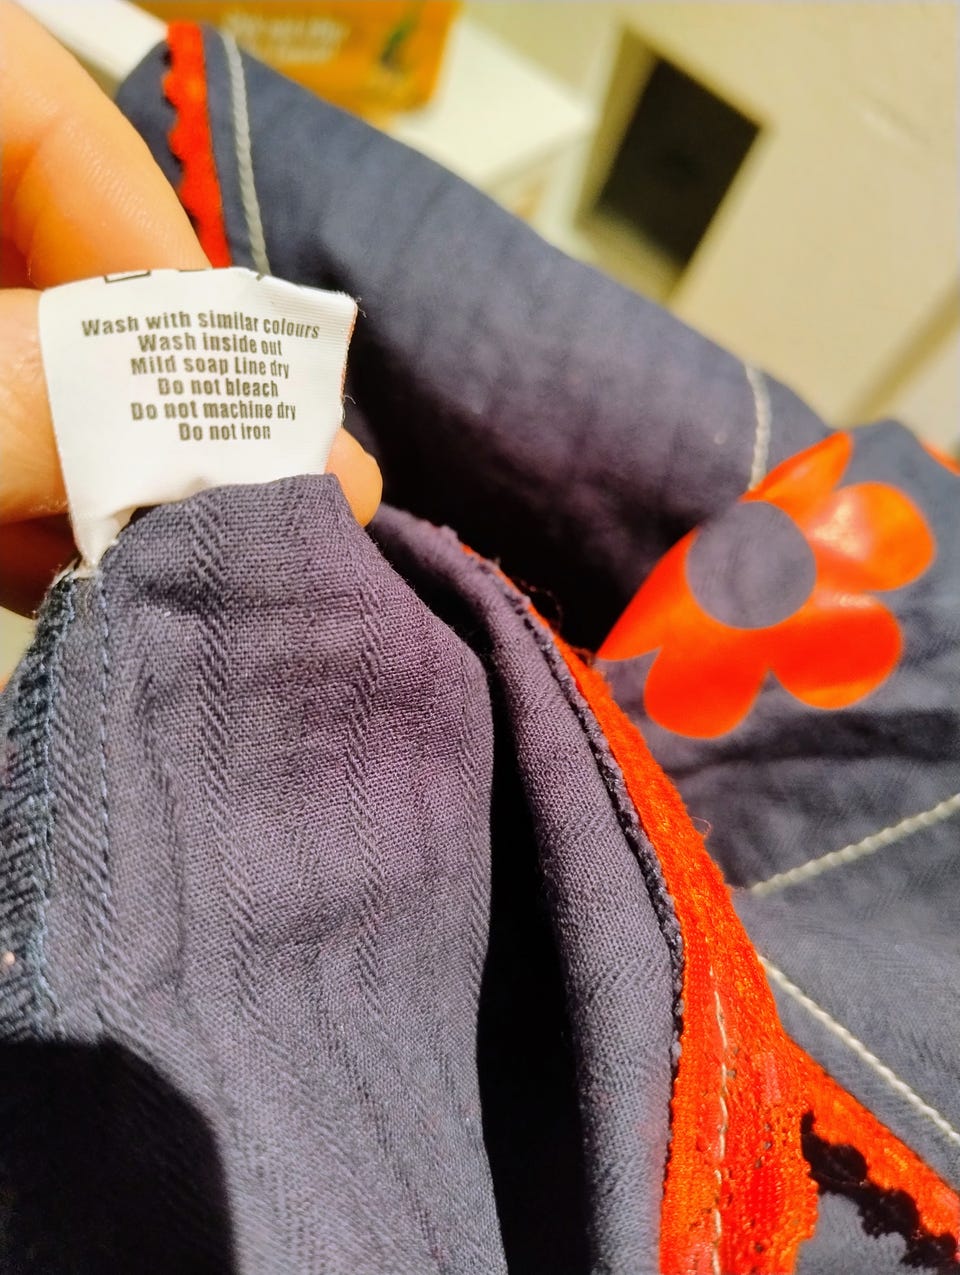 Wash with similar colours
Wash inside out
Mild soap Line dry
Do not bleach
Do not machine dry
Do not iron